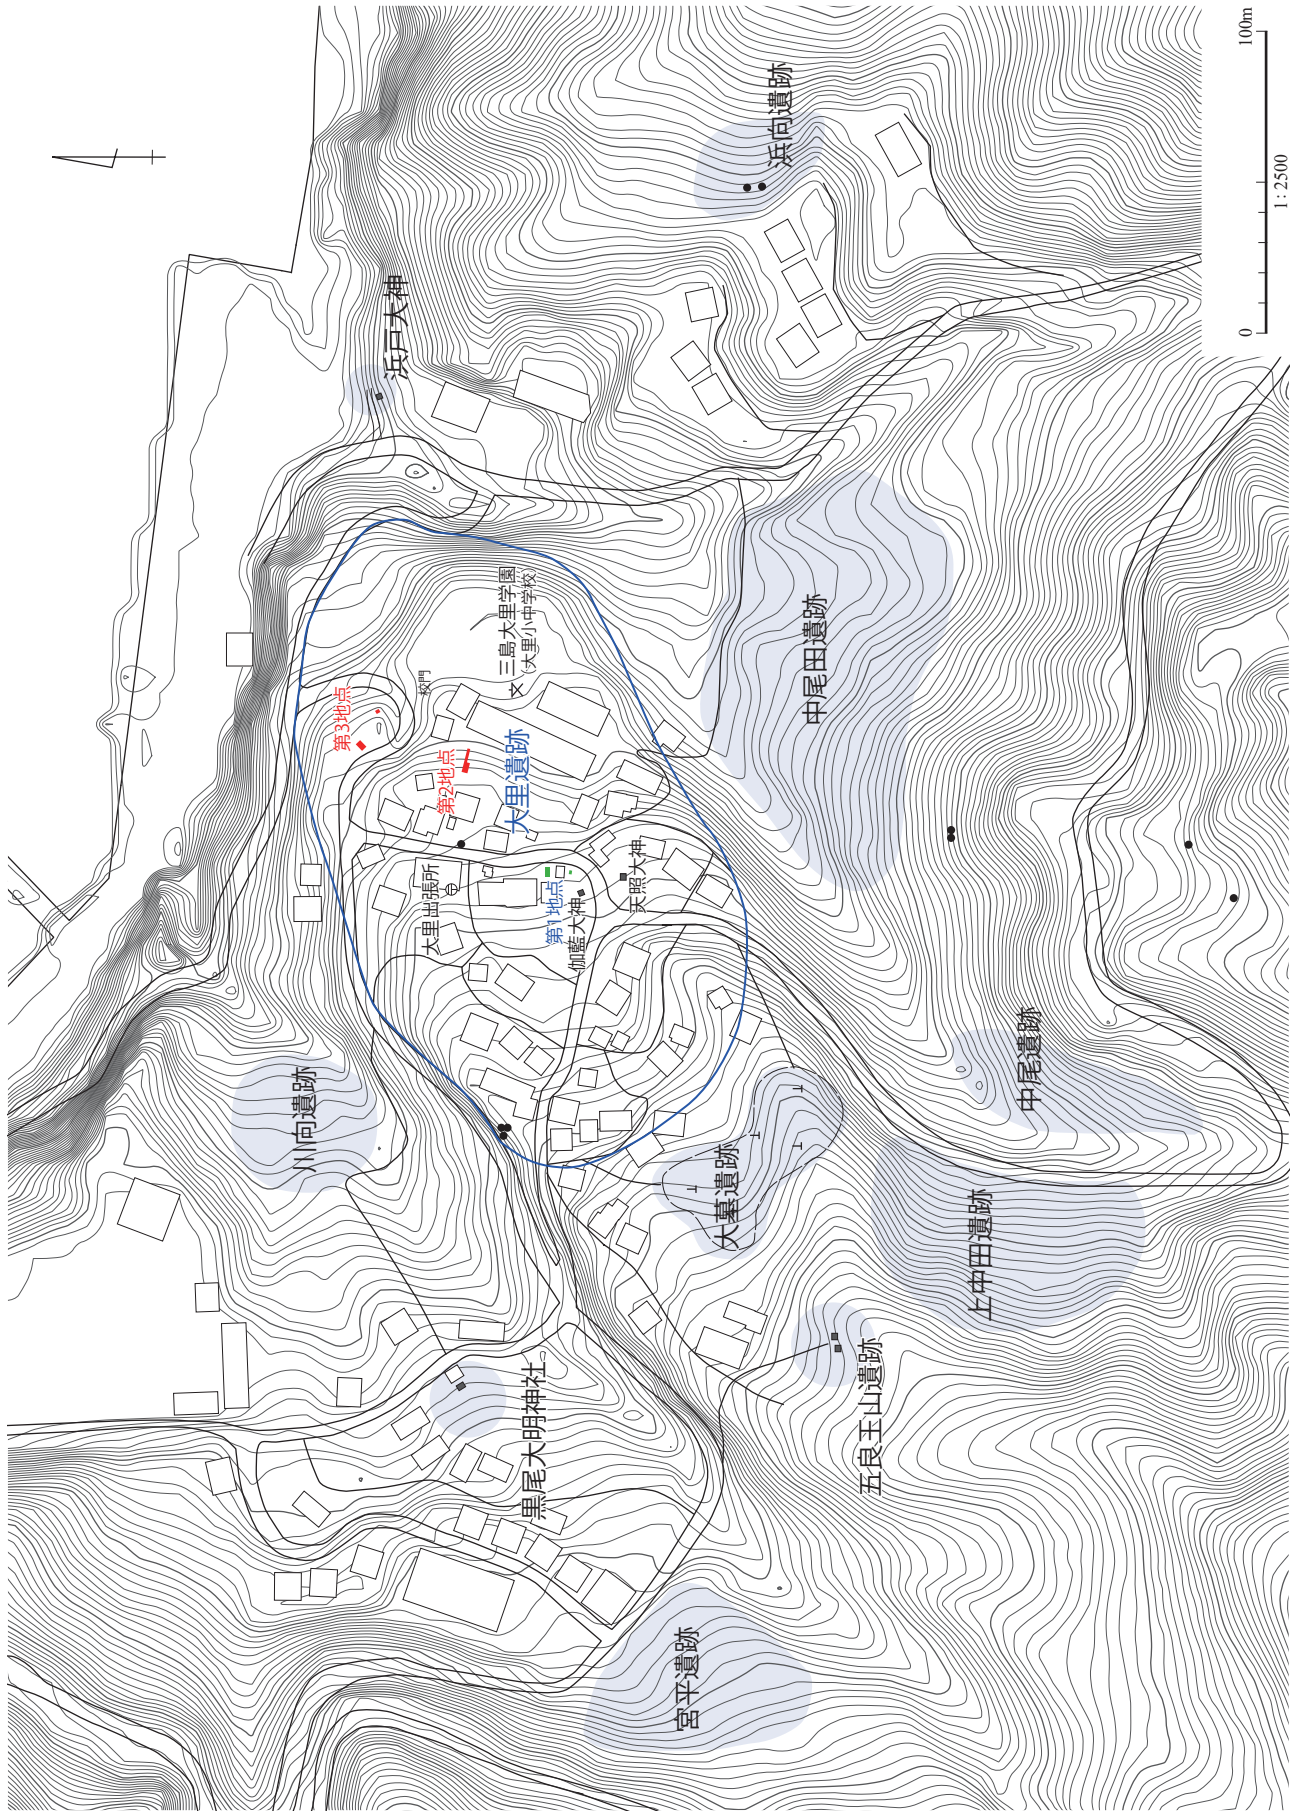 浜向遺跡
浜戸大神
三島大里学園
(大里小中学校)
校門
文
第3地点
第2地点
大里遺跡
中尾田遺跡
大里出張所
第1地点
伽藍大神
天照大神
川向遺跡
中尾遺跡
大墓遺跡
上中田遺跡
五良王山遺跡
黒尾大明神社
宮平遺跡
0
100m
1:2500